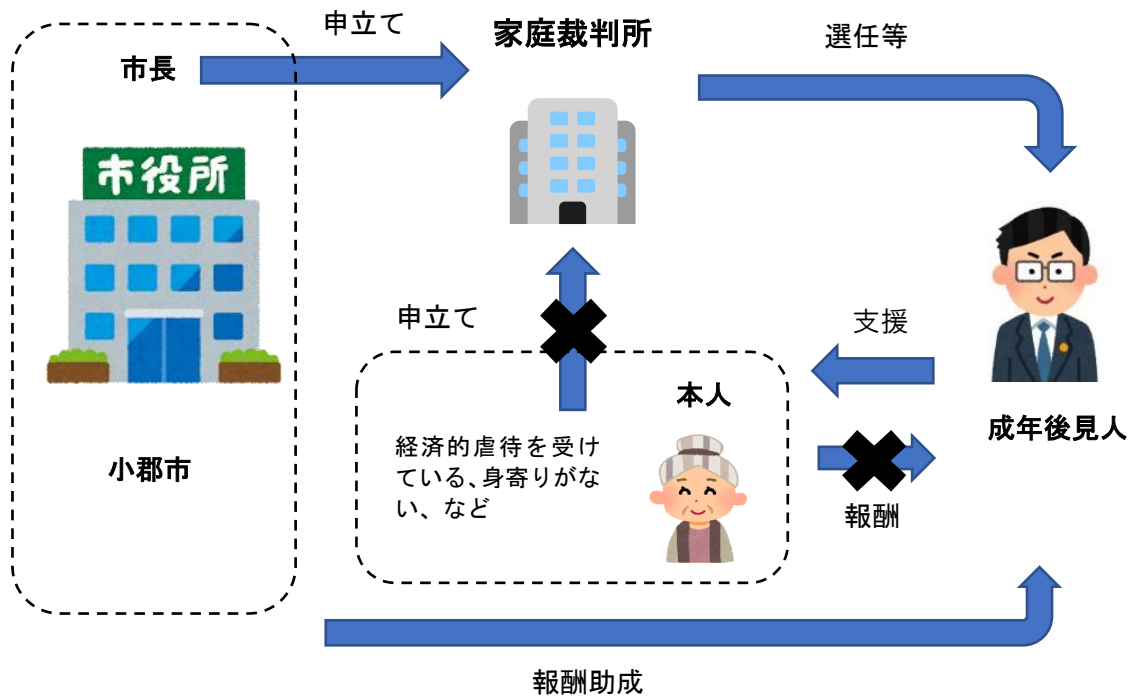 申立て
家庭裁判所
選任等
市長
市役所
申立て
支援
本人
経済的虐待を受け
ている、身寄りがな
い、など
成年後見人
小郡市
報酬
報酬助成